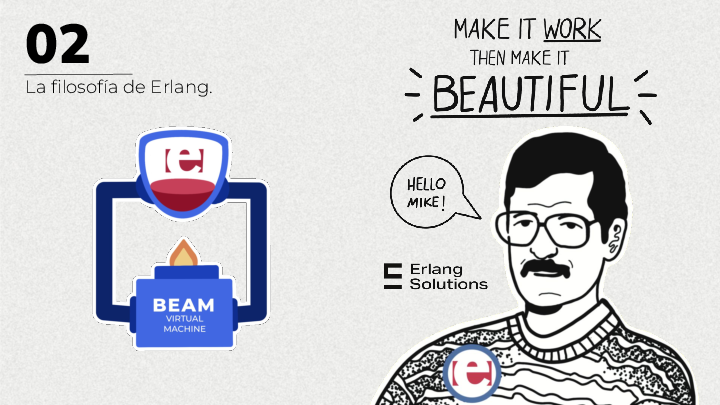 02
La filosofía de Erlang.
e
BEAM
VIRTUAL
MACHINE
MAKE IT WORK
THEN MAKE IT
BEAUTIFUL
HELLO
MIKE!
Erlang
Solutions
e